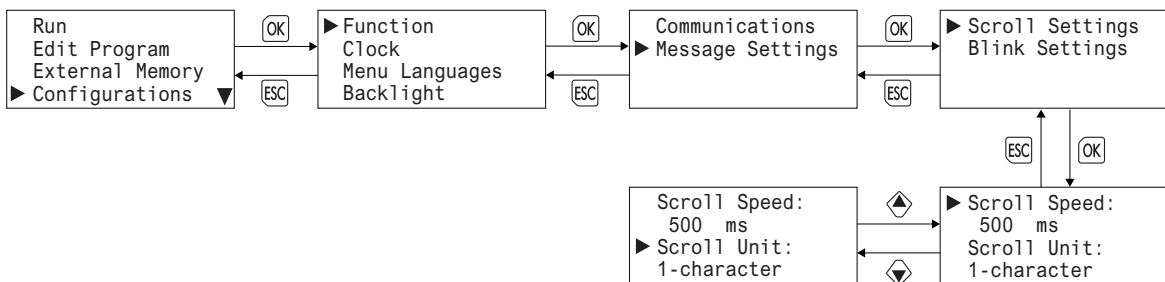 Run
Edit Program
External Memory
▶ Configurations ▼
OK
ESC
▶ Function
Clock
Menu Languages
Backlight
OK
ESC
Communications
▶ Message Settings
OK
ESC
▶ Scroll Settings
Blink Settings
ESC
OK
Scroll Speed:
500 ms
▶ Scroll Unit:
1-character
▶ Scroll Speed:
500 ms
Scroll Unit:
1-character